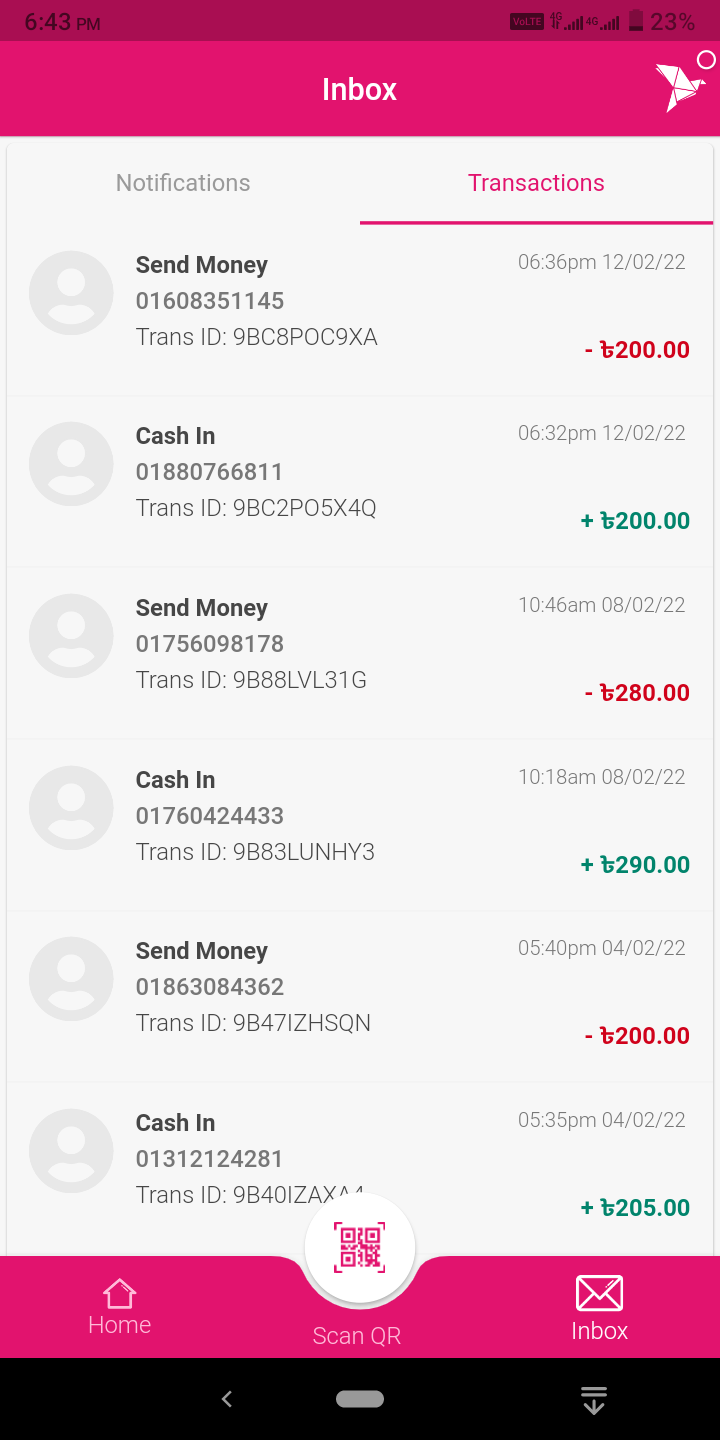 6:43 PM
VoLTE 4G 4G 23%
Inbox
Notifications Transactions
Send Money 06:36pm 12/02/22
01608351145
Trans ID: 9BC8POC9XA
- ৳200.00
Cash In 06:32pm 12/02/22
01880766811
Trans ID: 9BC2PO5X4Q
+ ৳200.00
Send Money 10:46am 08/02/22
01756098178
Trans ID: 9B88LVL31G
- ৳280.00
Cash In 10:18am 08/02/22
01760424433
Trans ID: 9B83LUNHY3
+ ৳290.00
Send Money 05:40pm 04/02/22
01863084362
Trans ID: 9B47IZHSQN
- ৳200.00
Cash In 05:35pm 04/02/22
01312124281
Trans ID: 9B40IZAXA4
+ ৳205.00
Home
Scan QR
Inbox